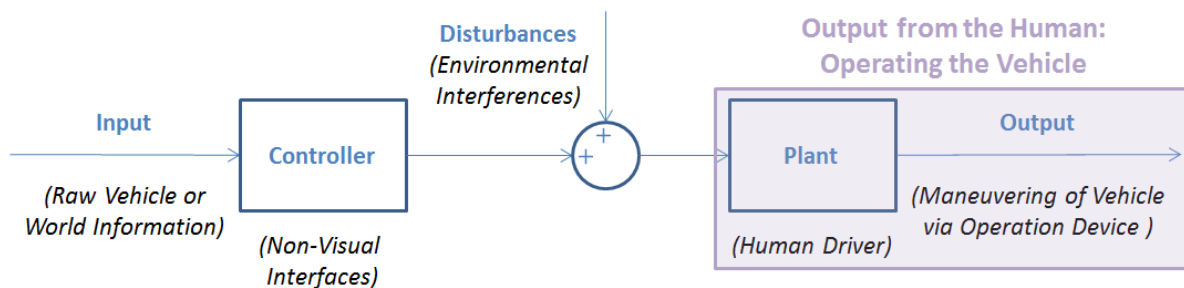 Output from the Human:
Operating the Vehicle
Disturbances
(Environmental
Interferences)
Input
Controller
+
+
Plant
Output
(Raw Vehicle or
World Information)
(Non-Visual
Interfaces)
(Human Driver)
(Maneuvering of Vehicle
via Operation Device )